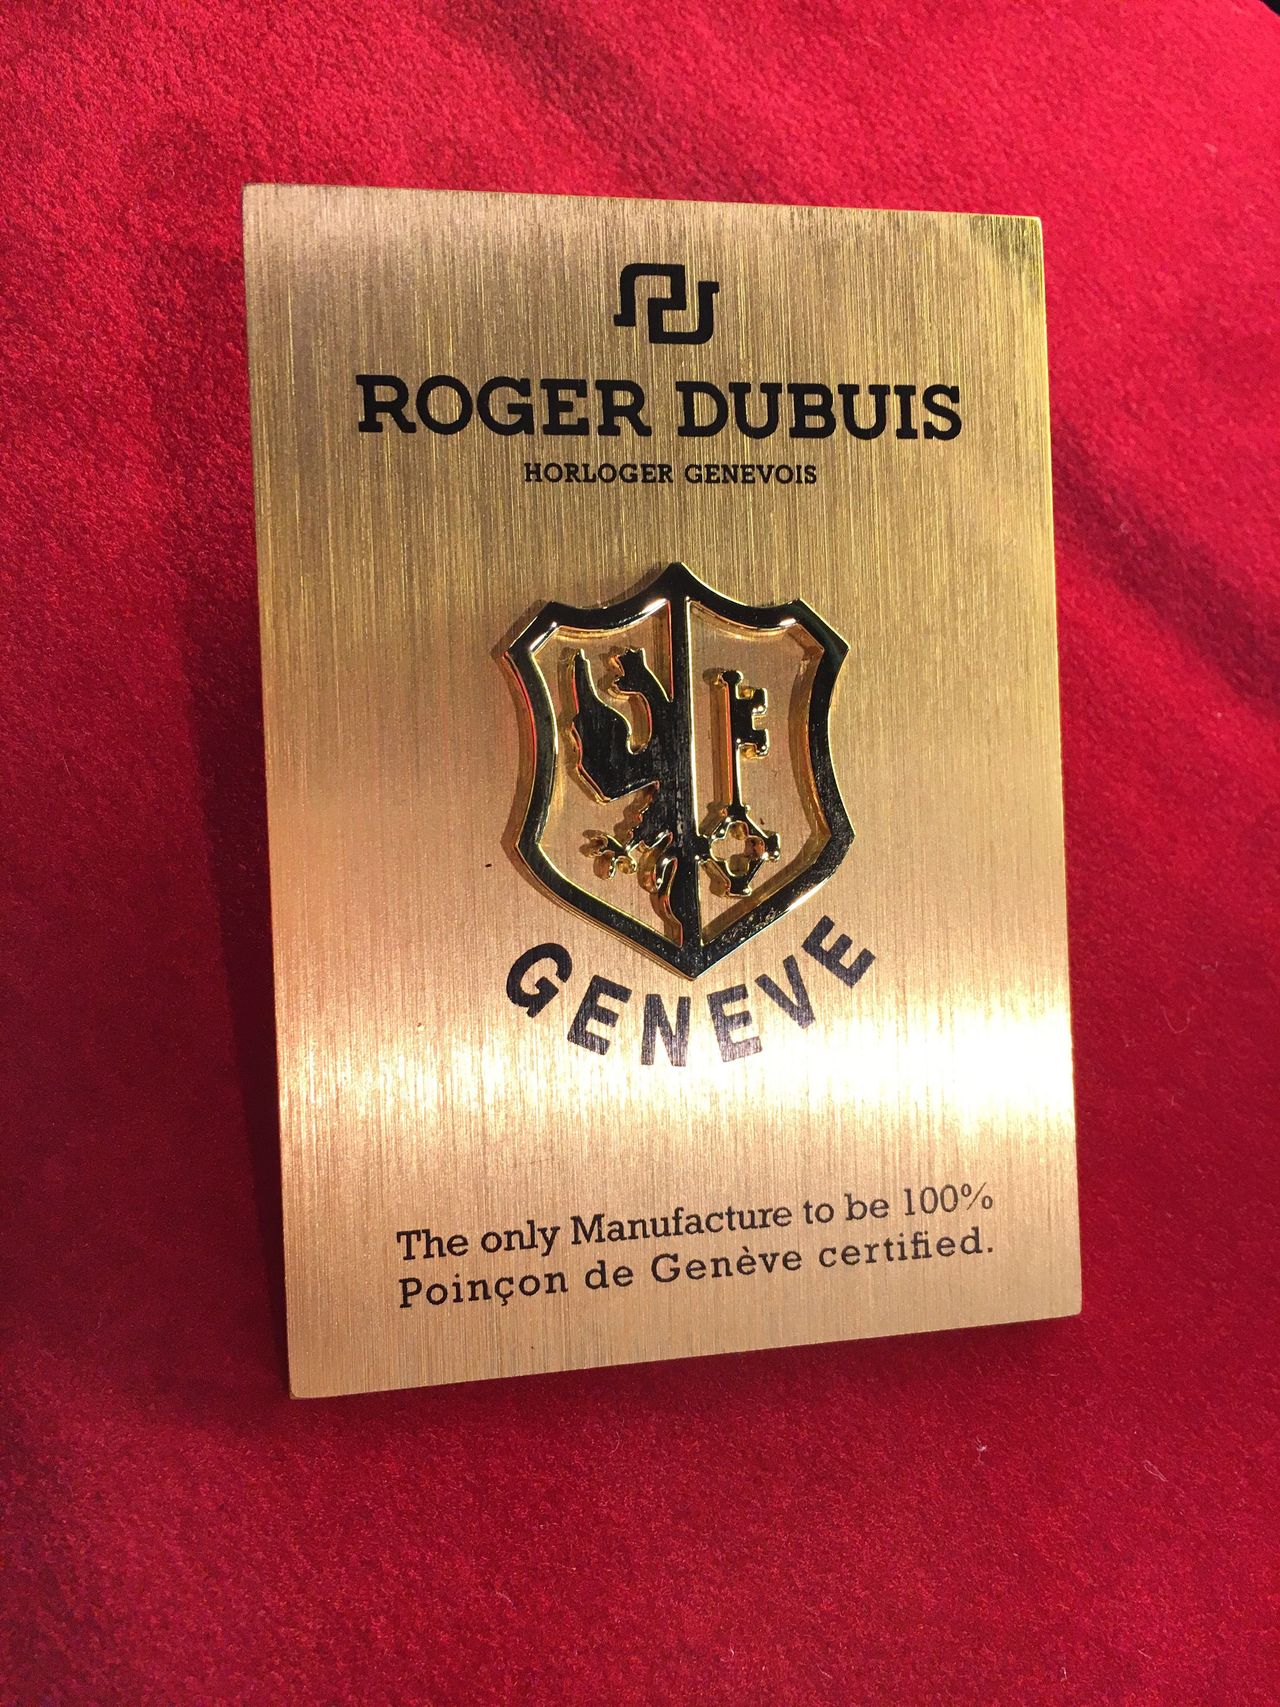 ROGER DUBUIS
HORLOGER GENEVOIS
GENEVE
The only Manufacture to be 100%
Poinçon de Genève certified.